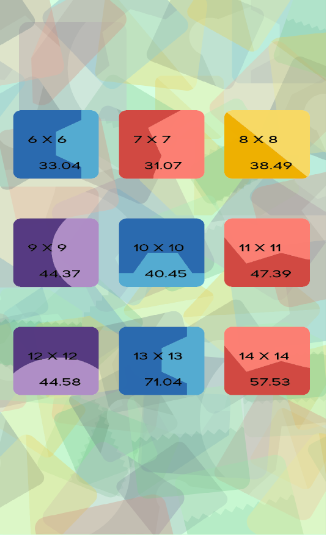 6 X 6
33.04
7 X 7
31.07
8 X 8
38.49
9 X 9
44.37
10 X 10
40.45
11 X 11
47.39
12 X 12
44.58
13 X 13
71.04
14 X 14
57.53